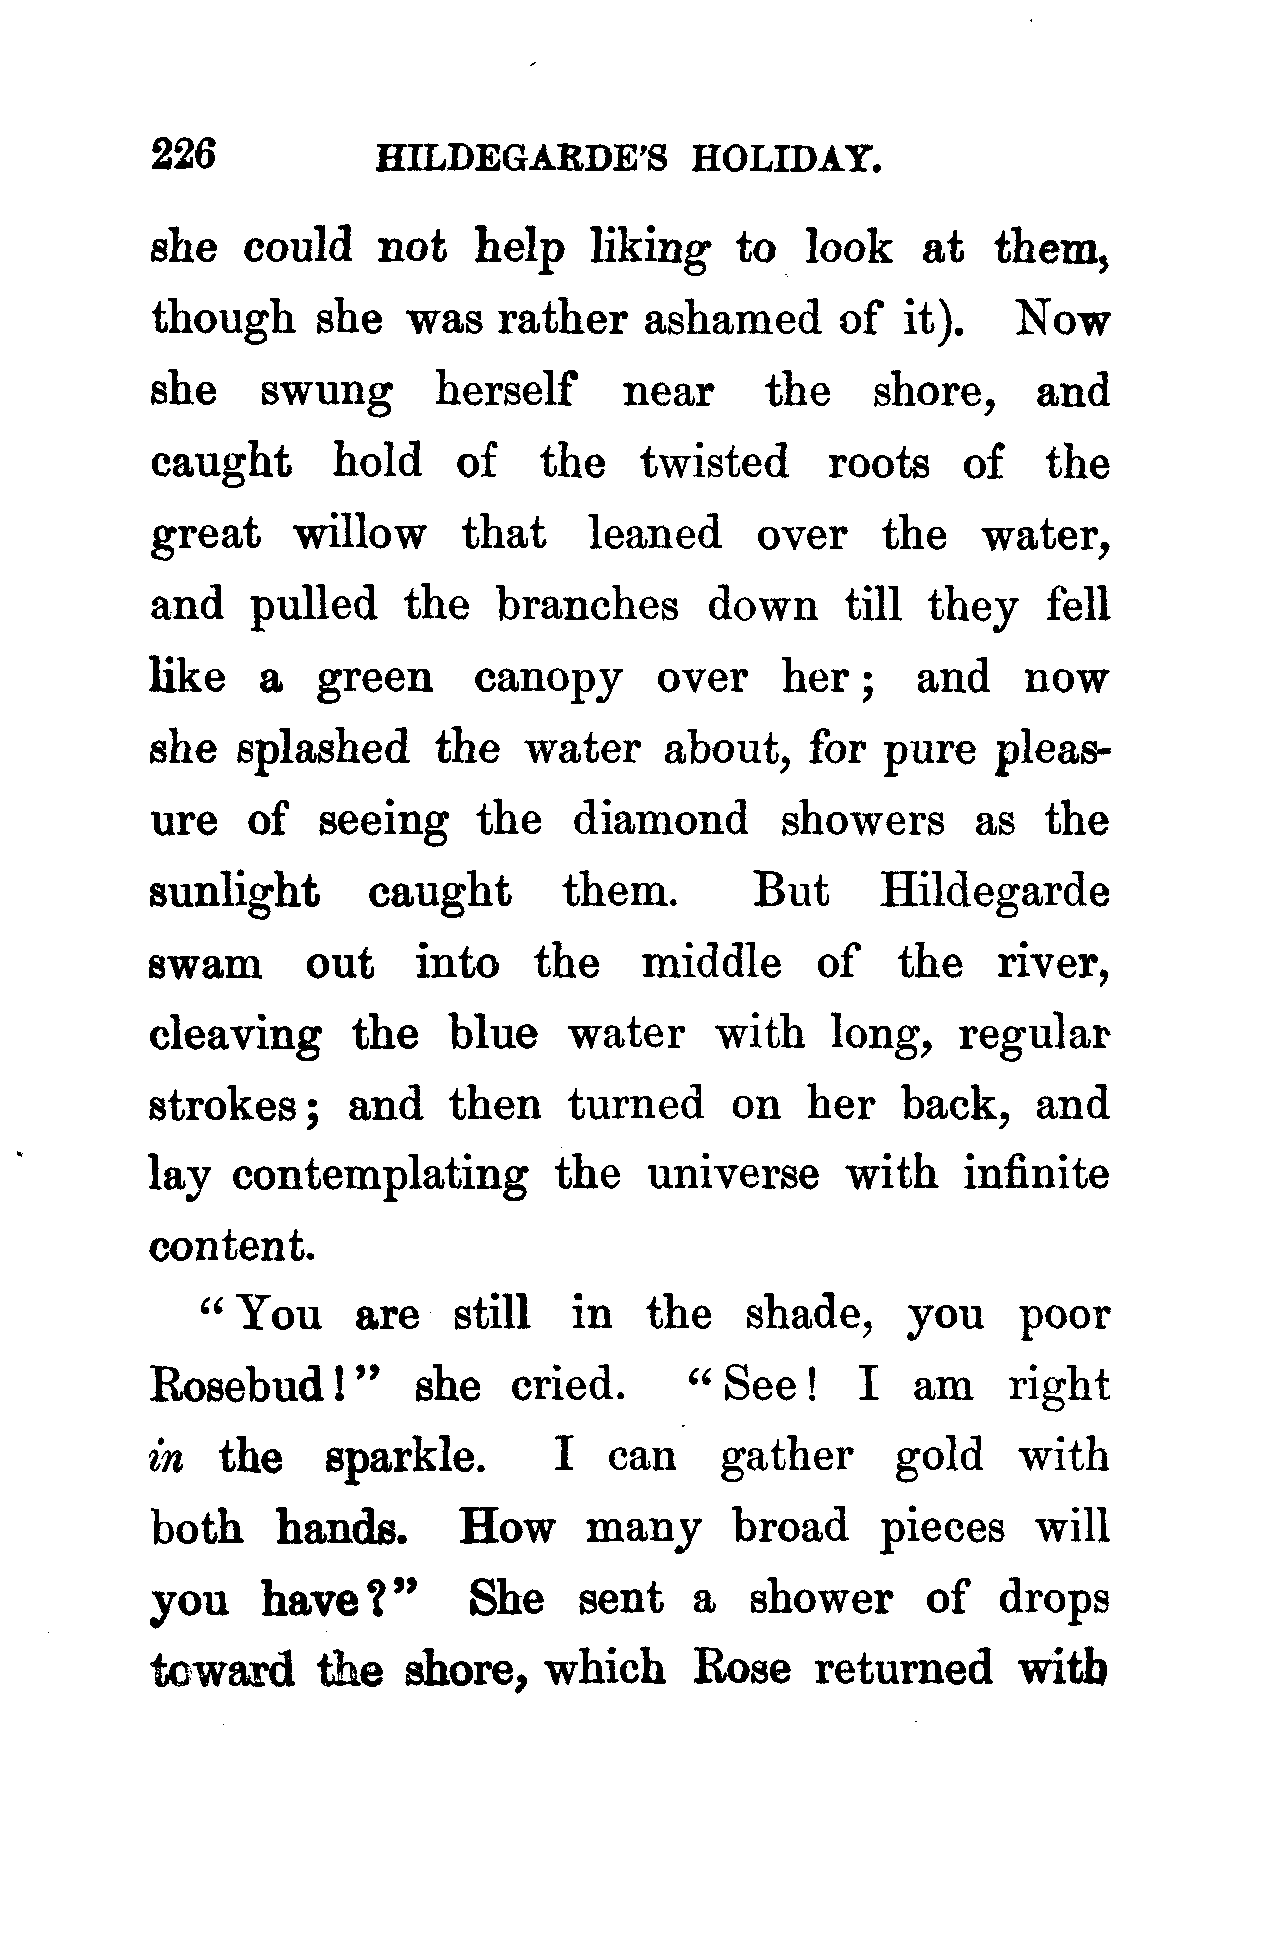 226 HILDEGARDE'S HOLIDAY.
she could not help liking to look at them,
though she was rather ashamed of it). Now
she swung herself near the shore, and
caught hold of the twisted roots of the
great willow that leaned over the water,
and pulled the branches down till they fell
like a green canopy over her; and now
she splashed the water about, for pure pleas-
ure of seeing the diamond showers as the
sunlight caught them. But Hildegarde
swam out into the middle of the river,
cleaving the blue water with long, regular
strokes; and then turned on her back, and
lay contemplating the universe with infinite
content.
"You are still in the shade, you poor
Rosebud!" she cried. "See! I am right
in the sparkle. I can gather gold with
both hands. How many broad pieces will
you have?" She sent a shower of drops
toward the shore, which Rose returned with